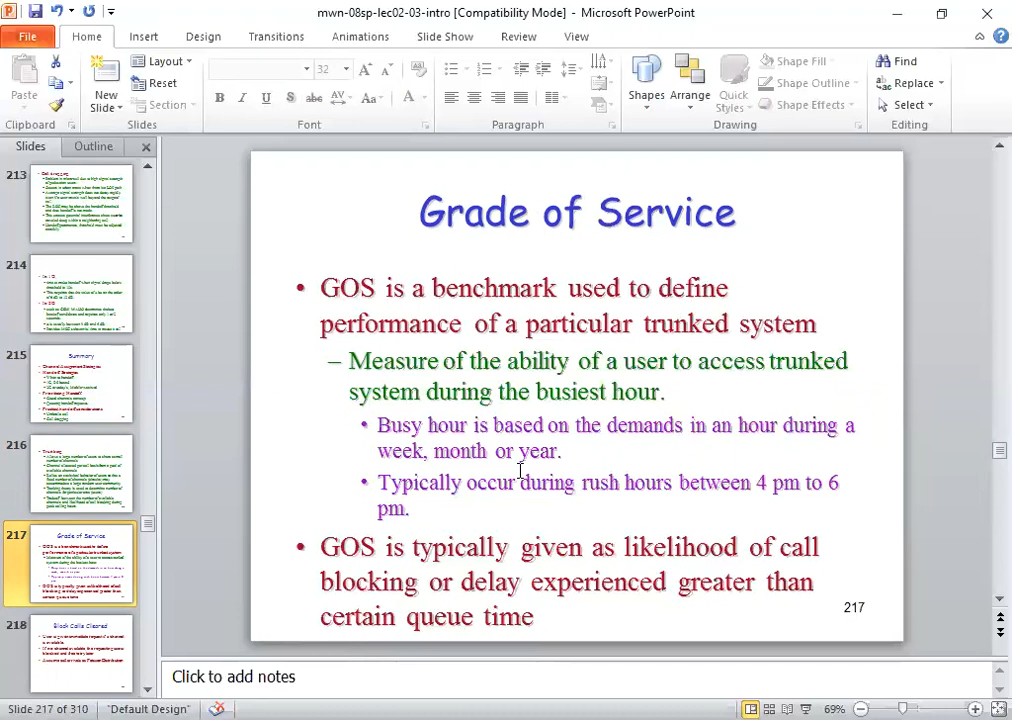 mwn-08sp-lec02-03-intro [Compatibility Mode] - Microsoft PowerPoint
File Home Insert Design Transitions Animations Slide Show Review View
Paste
New Slide
Layout
Reset
Section
32
B I U S abc AV Aa A
Shapes Arrange Quick Styles
Shape Fill
Shape Outline
Shape Effects
Find
Replace
Select
Clipboard Slides Font Paragraph Drawing Editing
Slides Outline
213
214
215
Summary
216
217
Grade of Service
218
Block Calls Cleared
Grade of Service
• GOS is a benchmark used to define
performance of a particular trunked system
– Measure of the ability of a user to access trunked
system during the busiest hour.
• Busy hour is based on the demands in an hour during a
week, month or year.
• Typically occur during rush hours between 4 pm to 6
pm.
• GOS is typically given as likelihood of call
blocking or delay experienced greater than
certain queue time
217
Click to add notes
Slide 217 of 310 "Default Design" 69%